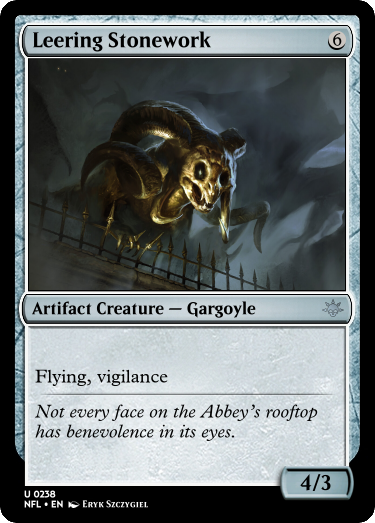 Leering Stonework 6
Artifact Creature — Gargoyle
Flying, vigilance
Not every face on the Abbey's rooftop
has benevolence in its eyes.
4/3
U 0238
NFL • EN Eryk Szczygieł